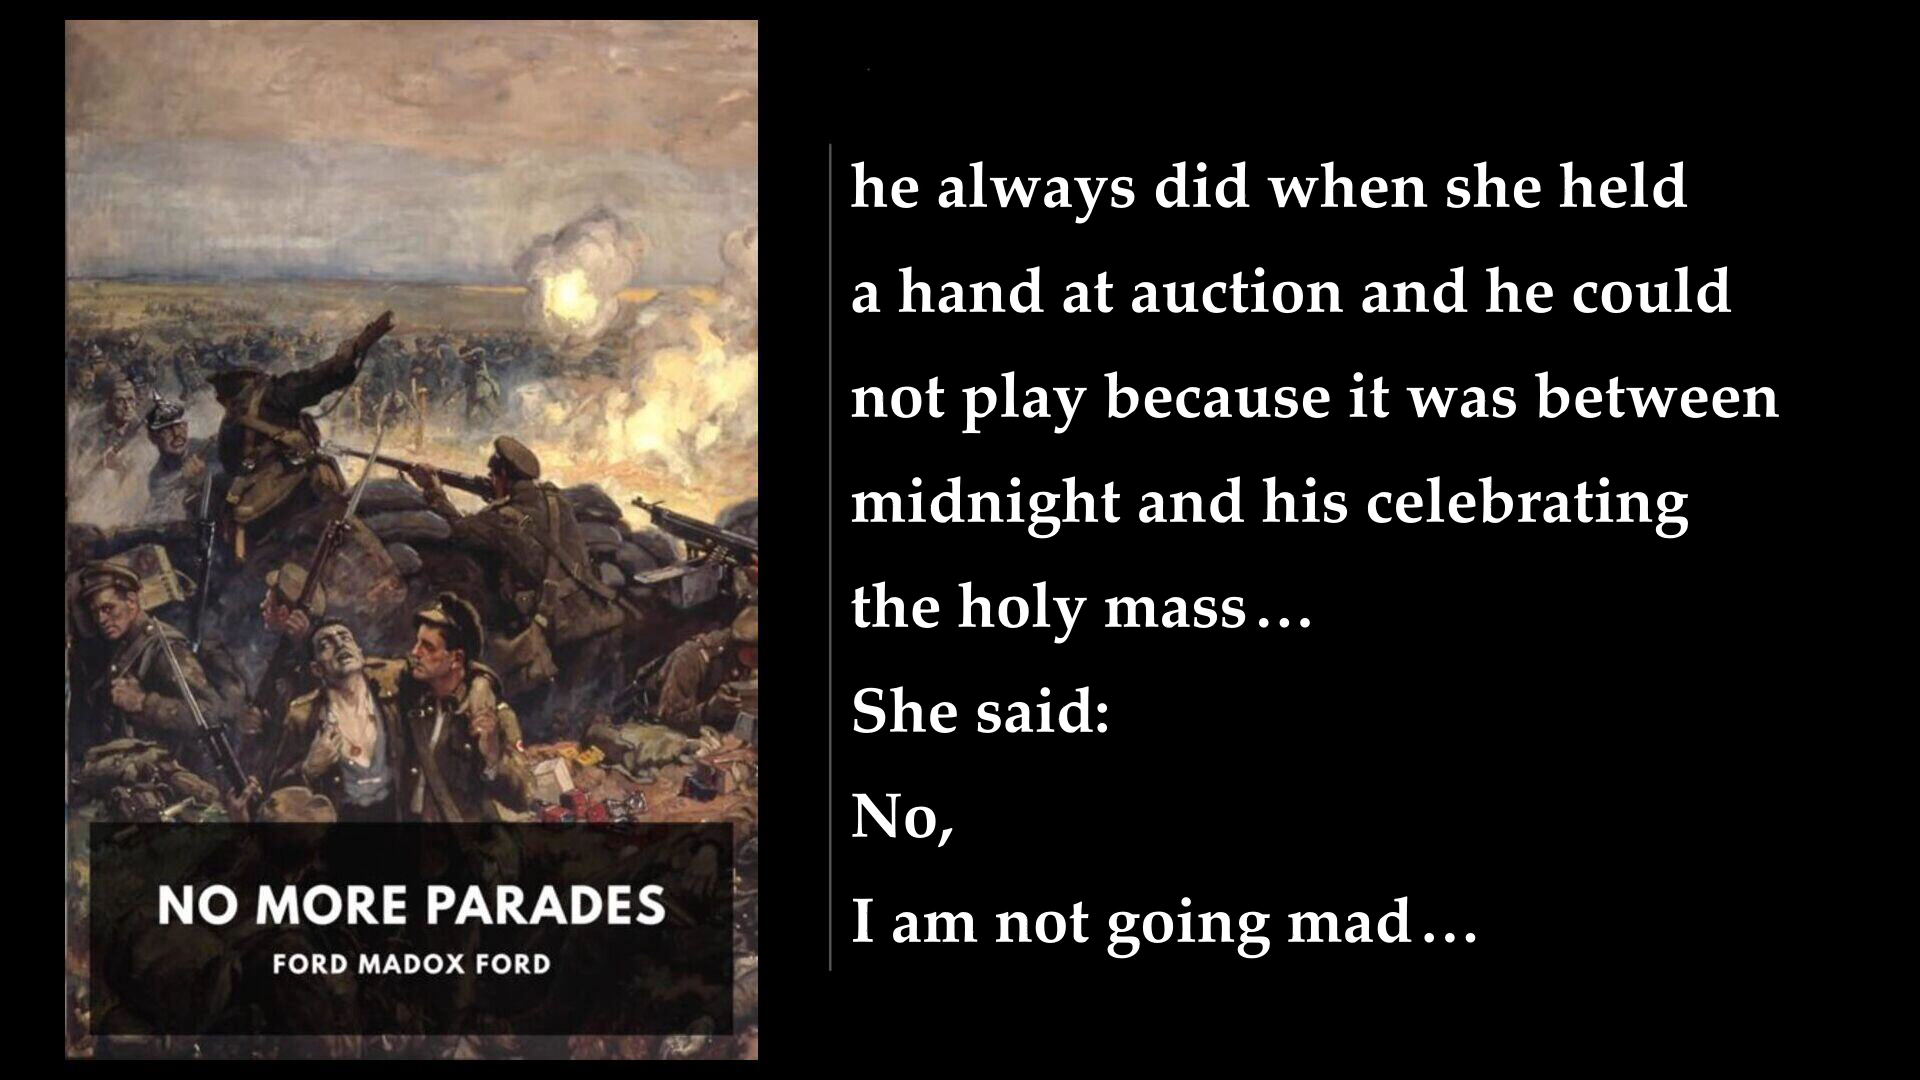 NO MORE PARADES
FORD MADOX FORD
he always did when she held
a hand at auction and he could
not play because it was between
midnight and his celebrating
the holy mass…
She said:
No,
I am not going mad…